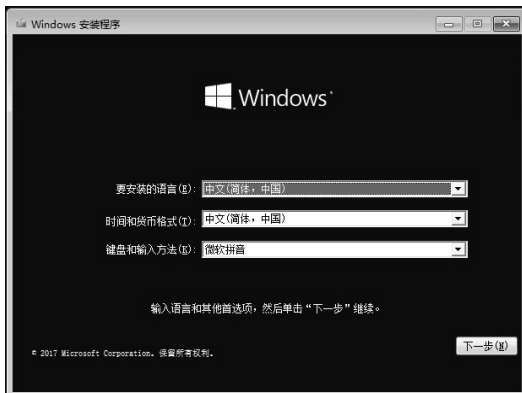 Windows 安装程序
Windows
要安装的语言(E): 中文(简体，中国)
时间和货币格式(T): 中文(简体，中国)
键盘和输入方法(K): 微软拼音
输入语言和其他首选项，然后单击“下一步”继续。
© 2017 Microsoft Corporation。保留所有权利。
下一步(N)